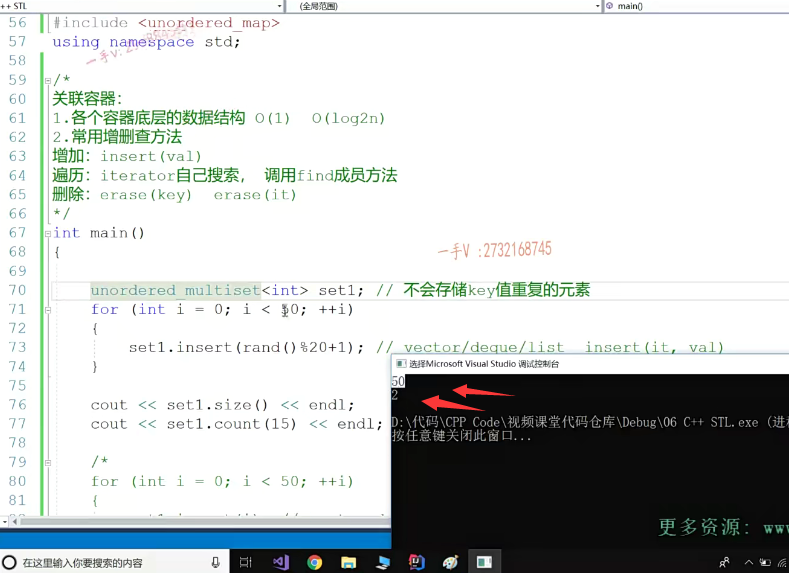 ++ STL
(全局范围)
main()
56 #include <unordered_map>
57 using namespace std;
58
59 /*
60 关联容器:
61 1.各个容器底层的数据结构 O(1) O(log2n)
62 2.常用增删查方法
63 增加: insert(val)
64 遍历: iterator自己搜索, 调用find成员方法
65 删除: erase(key) erase(it)
66 */
67 int main()
一手V :2732168745
68 {
69
70 unordered_multiset<int> set1; // 不会存储key值重复的元素
71 for (int i = 0; i < 50; ++i)
72 {
73 set1.insert(rand()%20+1); // vector/deque/list insert(it, val)
74 }
75
76 cout << set1.size() << endl;
77 cout << set1.count(15) << endl;
78
79 /*
80 for (int i = 0; i < 50; ++i)
81 {
选择Microsoft Visual Studio 调试控制台
50
2
D:\代码\CPP Code\视频课堂代码仓库\Debug\06 C++ STL.exe (进程
按任意键关闭此窗口...
更多资源: www
在这里输入你要搜索的内容